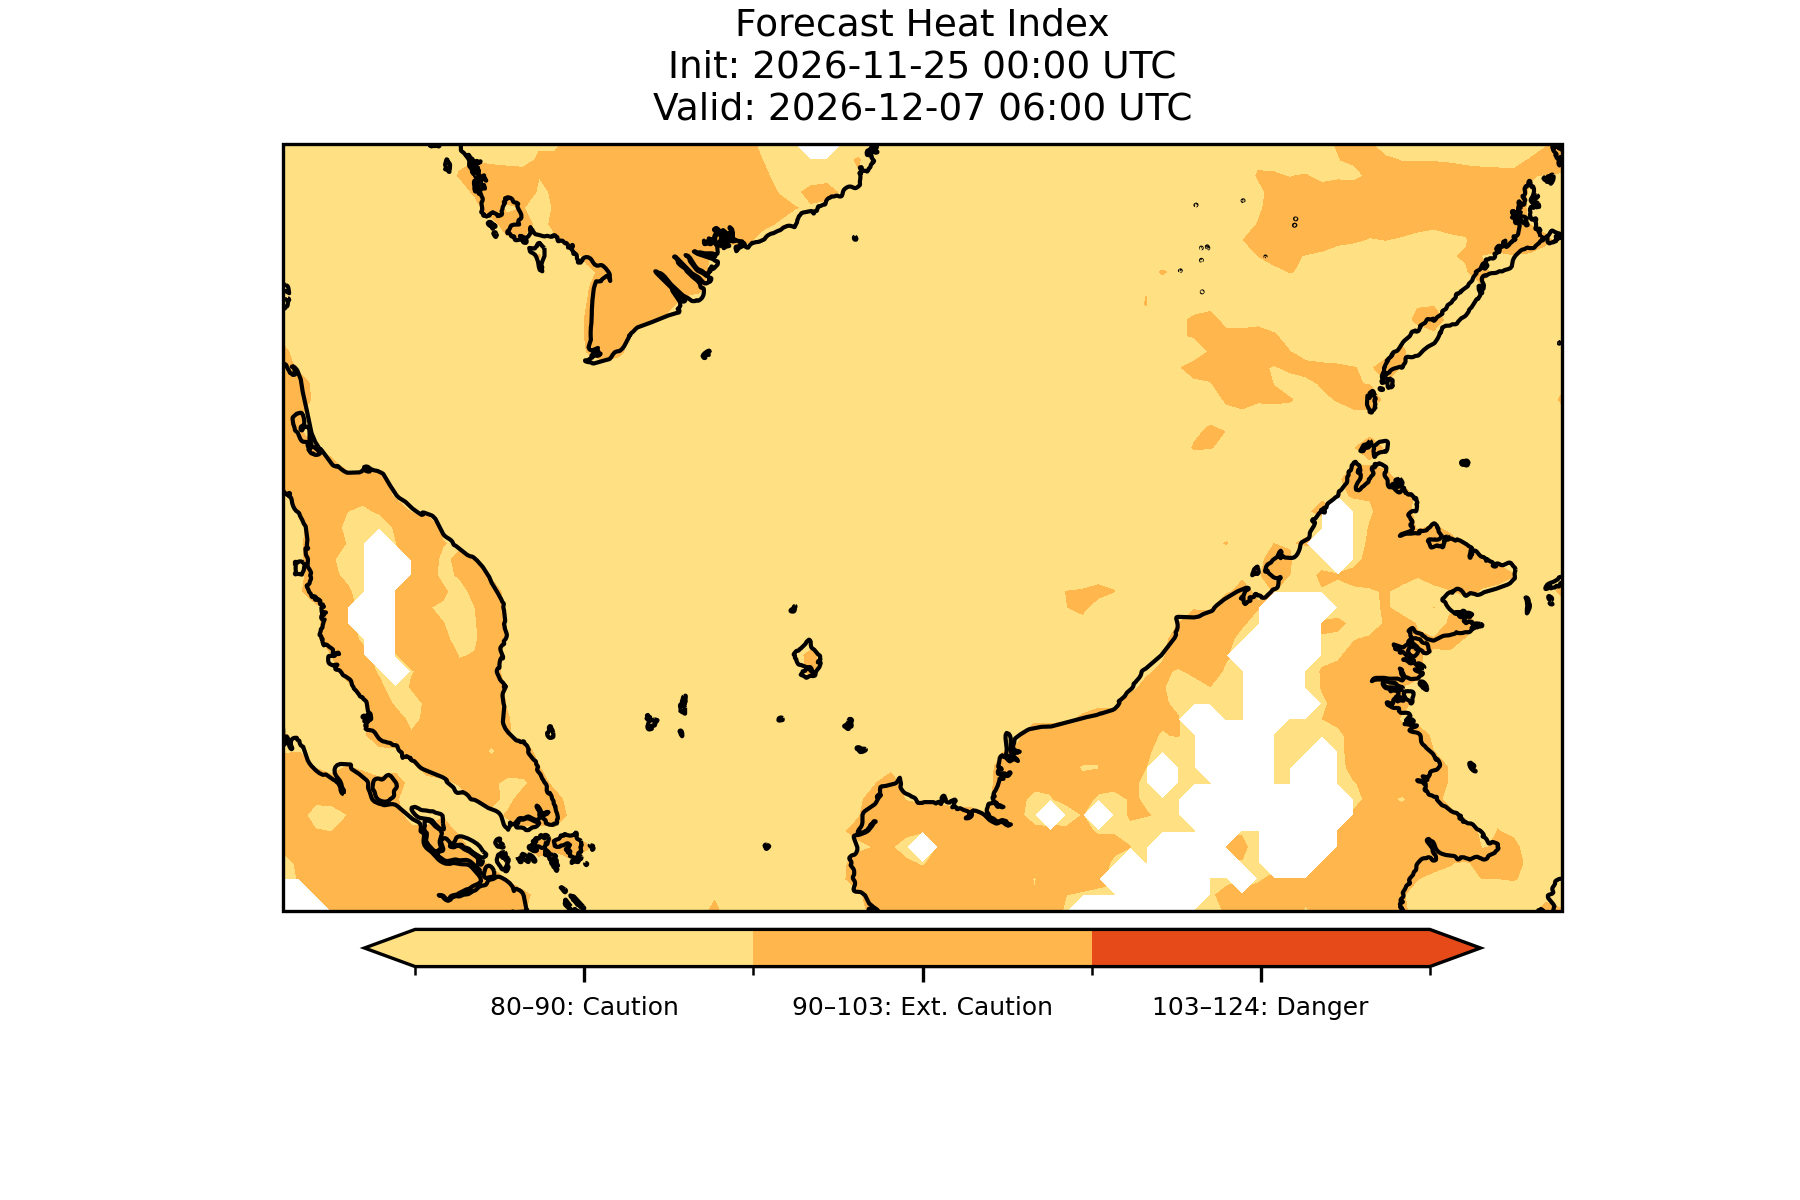 Forecast Heat Index
Init: 2026-11-25 00:00 UTC
Valid: 2026-12-07 06:00 UTC
80–90: Caution
90–103: Ext. Caution
103–124: Danger